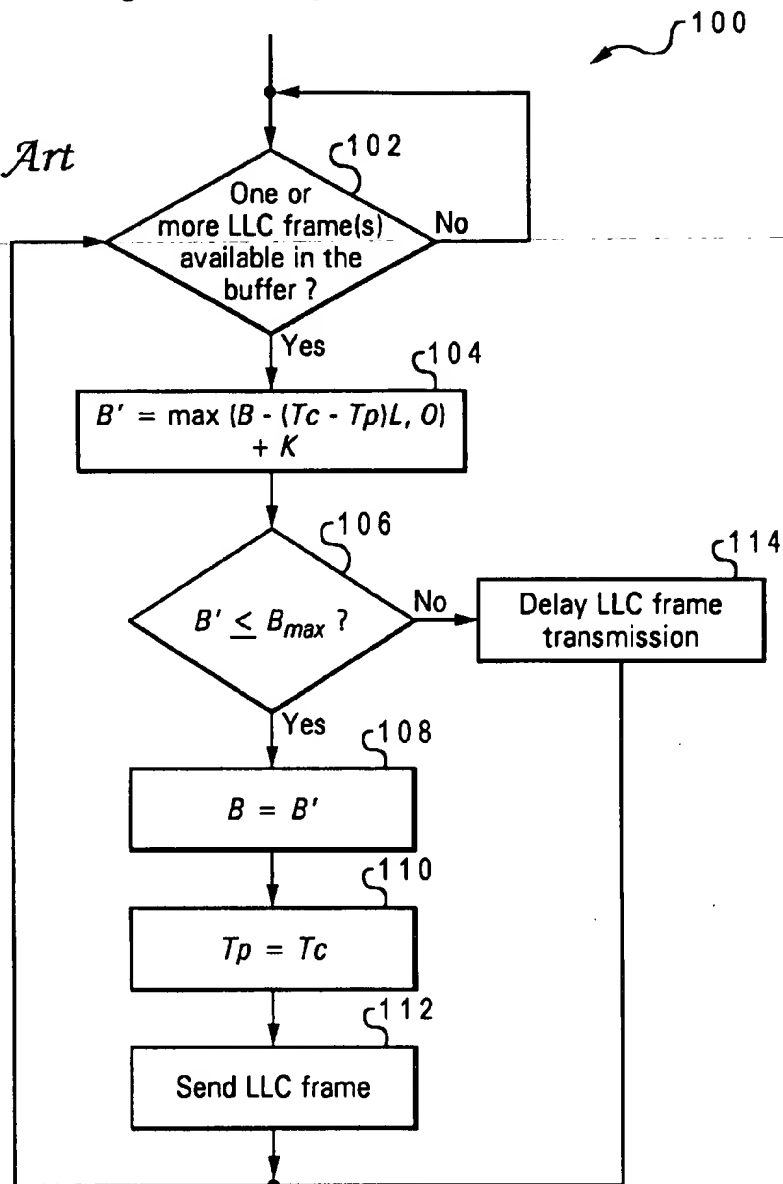 100
Art
102
One or
more LLC frame(s)
available in the
buffer ?
No
Yes
104
B' = max (B - (Tc - Tp)L, 0)
+ K
106
B' ≤ Bmax ?
No
114
Delay LLC frame
transmission
Yes
108
B = B'
110
Tp = Tc
112
Send LLC frame